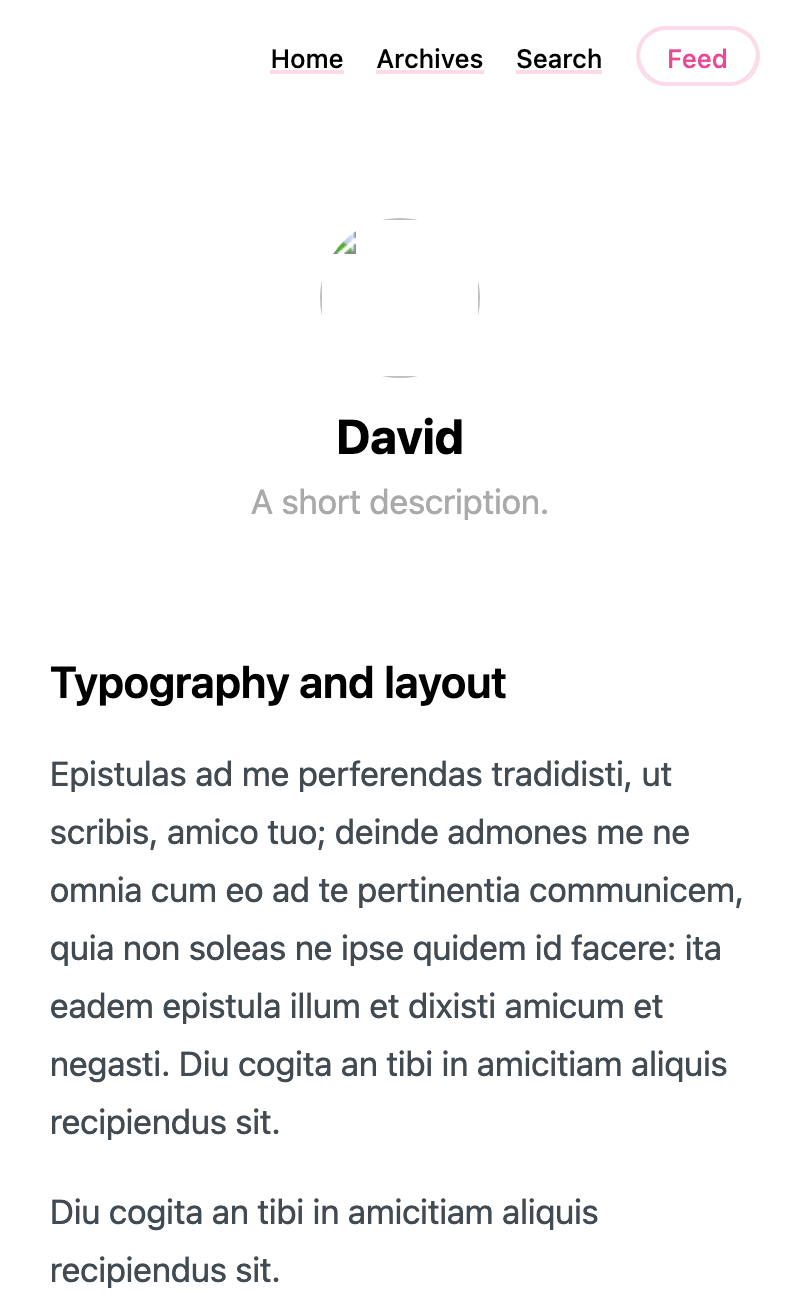 Home Archives Search Feed
David
A short description.
Typography and layout
Epistulas ad me perferendas tradidisti, ut
scribis, amico tuo; deinde admones me ne
omnia cum eo ad te pertinentia communicem,
quia non soleas ne ipse quidem id facere: ita
eadem epistula illum et dixisti amicum et
negasti. Diu cogita an tibi in amicitiam aliquis
recipiendus sit.
Diu cogita an tibi in amicitiam aliquis
recipiendus sit.